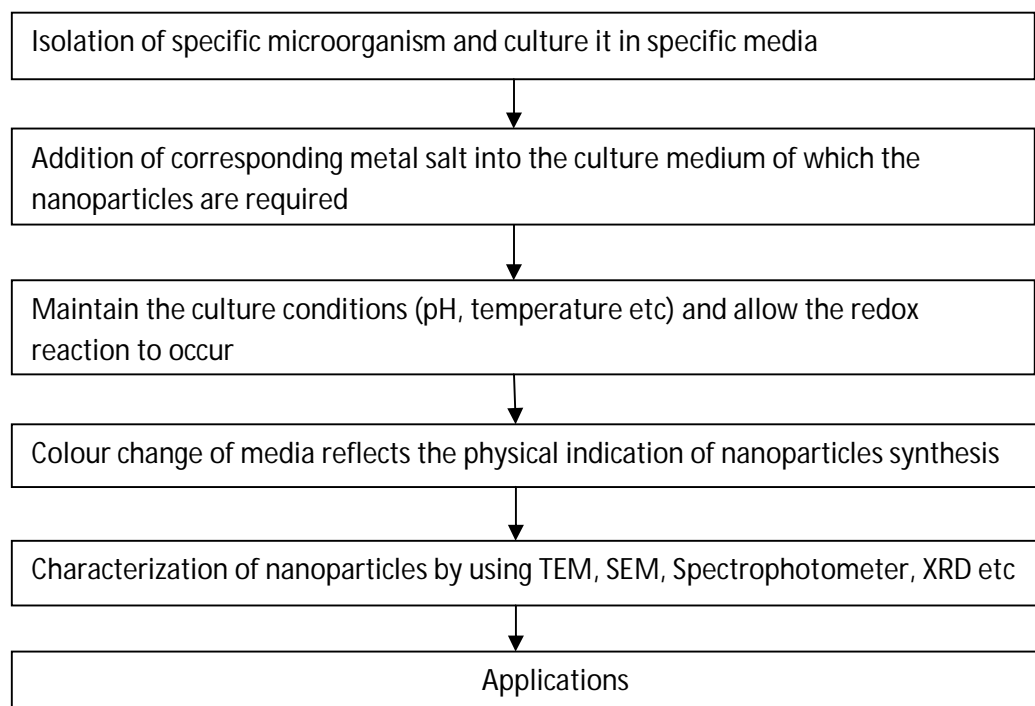 Isolation of specific microorganism and culture it in specific media
Addition of corresponding metal salt into the culture medium of which the
nanoparticles are required
Maintain the culture conditions (pH, temperature etc) and allow the redox
reaction to occur
Colour change of media reflects the physical indication of nanoparticles synthesis
Characterization of nanoparticles by using TEM, SEM, Spectrophotometer, XRD etc
Applications